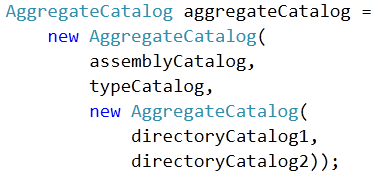 AggregateCatalog aggregateCatalog =
new AggregateCatalog(
assemblyCatalog,
typeCatalog,
new AggregateCatalog(
directoryCatalog1,
directoryCatalog2));